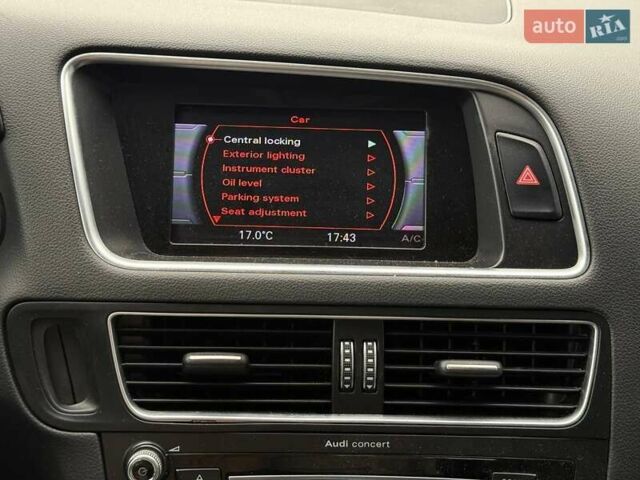 auto RIA
.com
Car
Central locking
Exterior lighting
Instrument cluster
Oil level
Parking system
Seat adjustment
17.0°C 17:43 A/C
Audi concert